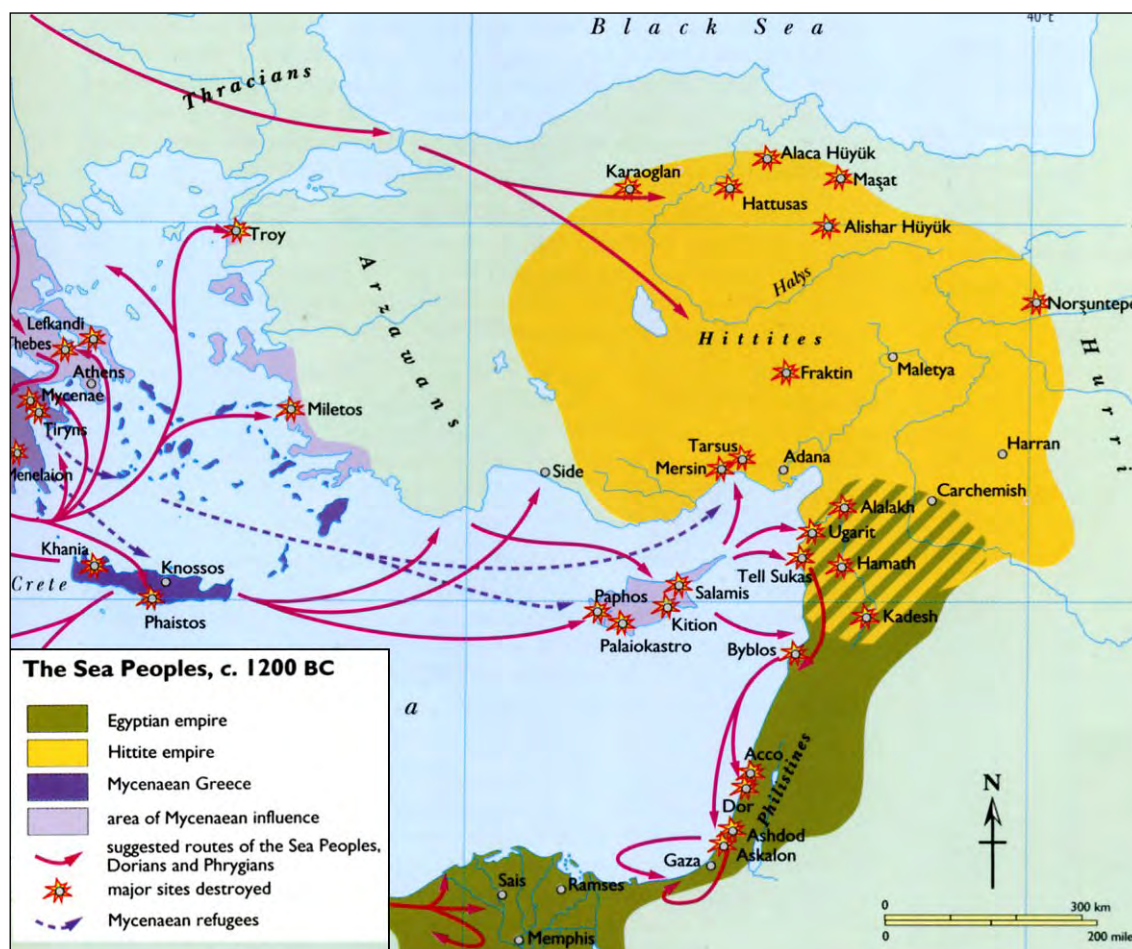 Black Sea
40°E
Thracians
Alaca Hüyük
Karaoglan
Maşat
Hattusas
Alishar Hüyük
Troy
Arzawans
Halys
Norşuntepe
Lefkandi
Thebes
Hittites
Hurri
Athens
Fraktin
Maletya
Mycenae
Miletos
Tiryns
Menelaion
Tarsus
Harran
Mersin
Adana
Side
Carchemish
Alalakh
Ugarit
Khania
Knossos
Hamath
Crete
Tell Sukas
Salamis
Phaistos
Paphos
Kition
Kadesh
Palaiokastro
Byblos
The Sea Peoples, c. 1200 BC
a
Egyptian empire
Hittite empire
Philistines
Acco
Mycenaean Greece
Dor
N
area of Mycenaean influence
Ashdod
suggested routes of the Sea Peoples,
Dorians and Phrygians
Askalon
Gaza
major sites destroyed
Sais
Ramses
0
300 km
Mycenaean refugees
0
200 mile
Memphis